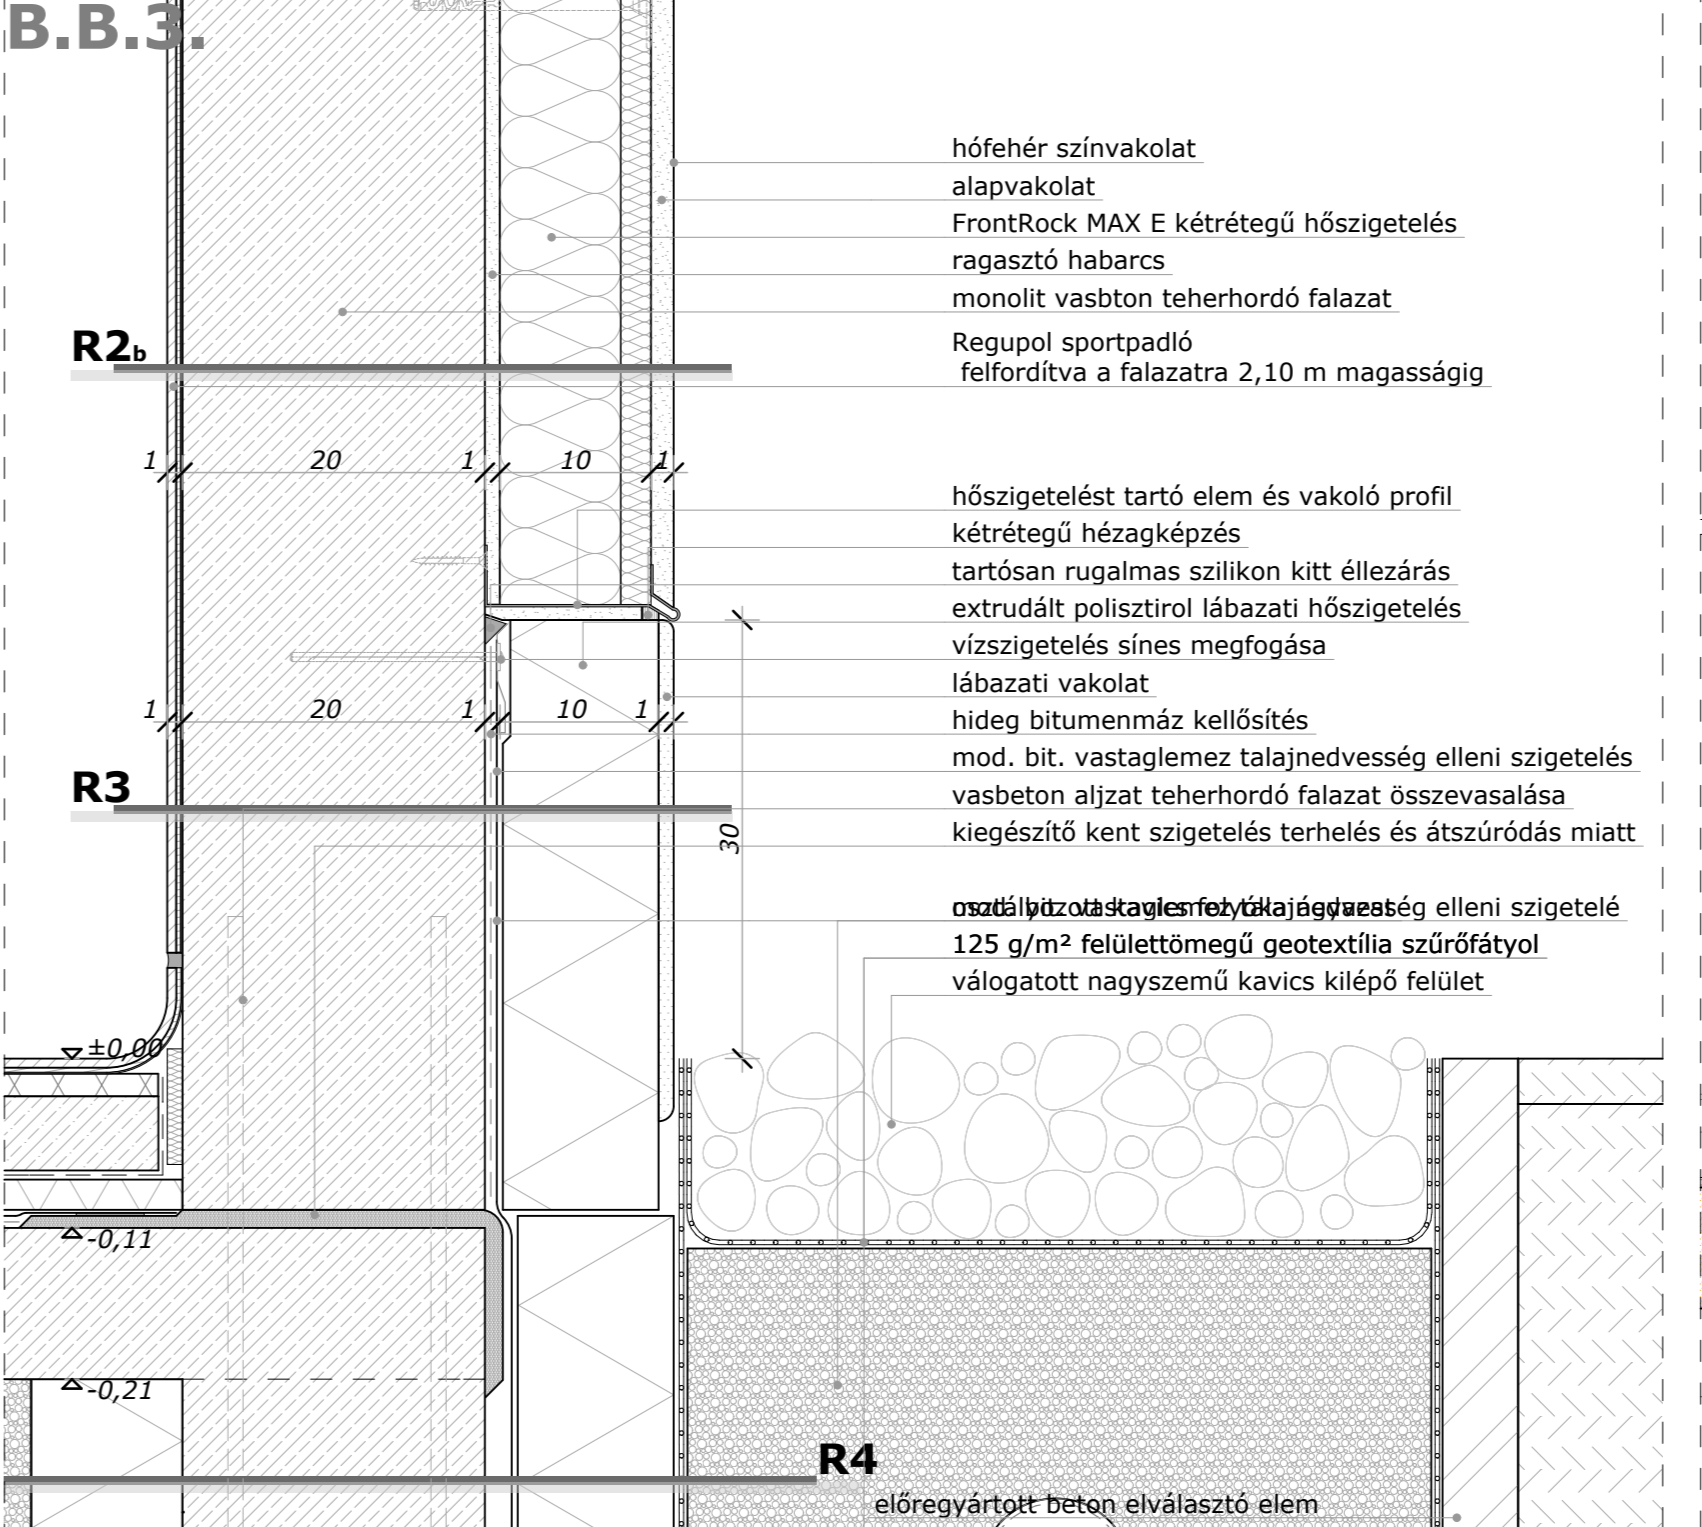 B.B.3.
hófehér színvakolat
alapvakolat
FrontRock MAX E kétrétegű hőszigetelés
ragasztó habarcs
monolit vasbton teherhordó falazat
R2b
Regupol sportpadló
felfordítva a falazatra 2,10 m magasságig
1 20 1 10 1
hőszigetelést tartó elem és vakoló profil
kétrétegű hézagképzés
tartósan rugalmas szilikon kitt éllezárás
extrudált polisztirol lábazati hőszigetelés
vízszigetelés sínes megfogása
lábazati vakolat
1 20 1 10 1
hideg bitumenmáz kellősítés
mod. bit. vastaglemez talajnedvesség elleni szigetelés
R3
vasbeton aljzat teherhordó falazat összevasalása
30
kiegészítő kent szigetelés terhelés és átszúródás miatt
elleni szigetelé
125 g/m² felülettömegű geotextília szűrőfátyol
válogatott nagyszemű kavics kilépő felület
±0,00
-0,11
-0,21
R4
előregyártott beton elválasztó elem